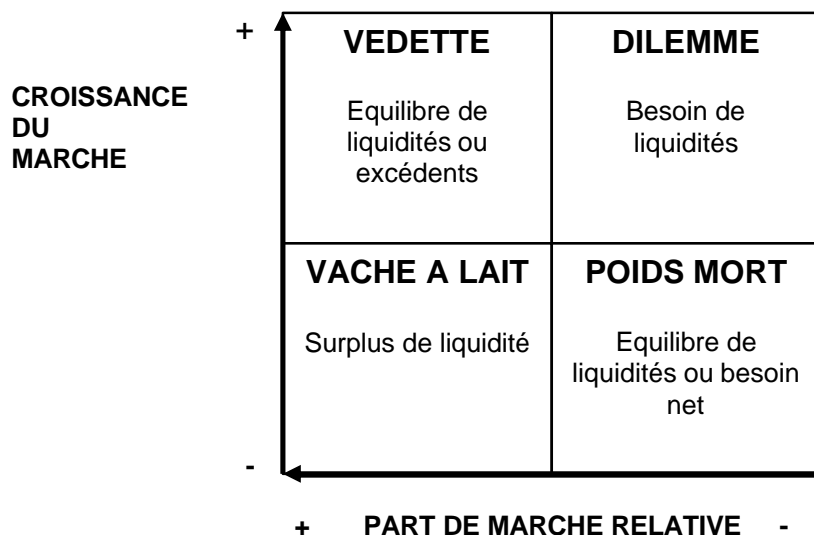 +
VEDETTE
DILEMME
CROISSANCE
DU
MARCHE
Equilibre de
liquidités ou
excédents
Besoin de
liquidités
VACHE A LAIT
POIDS MORT
Surplus de liquidité
Equilibre de
liquidités ou besoin
net
-
+ PART DE MARCHE RELATIVE -